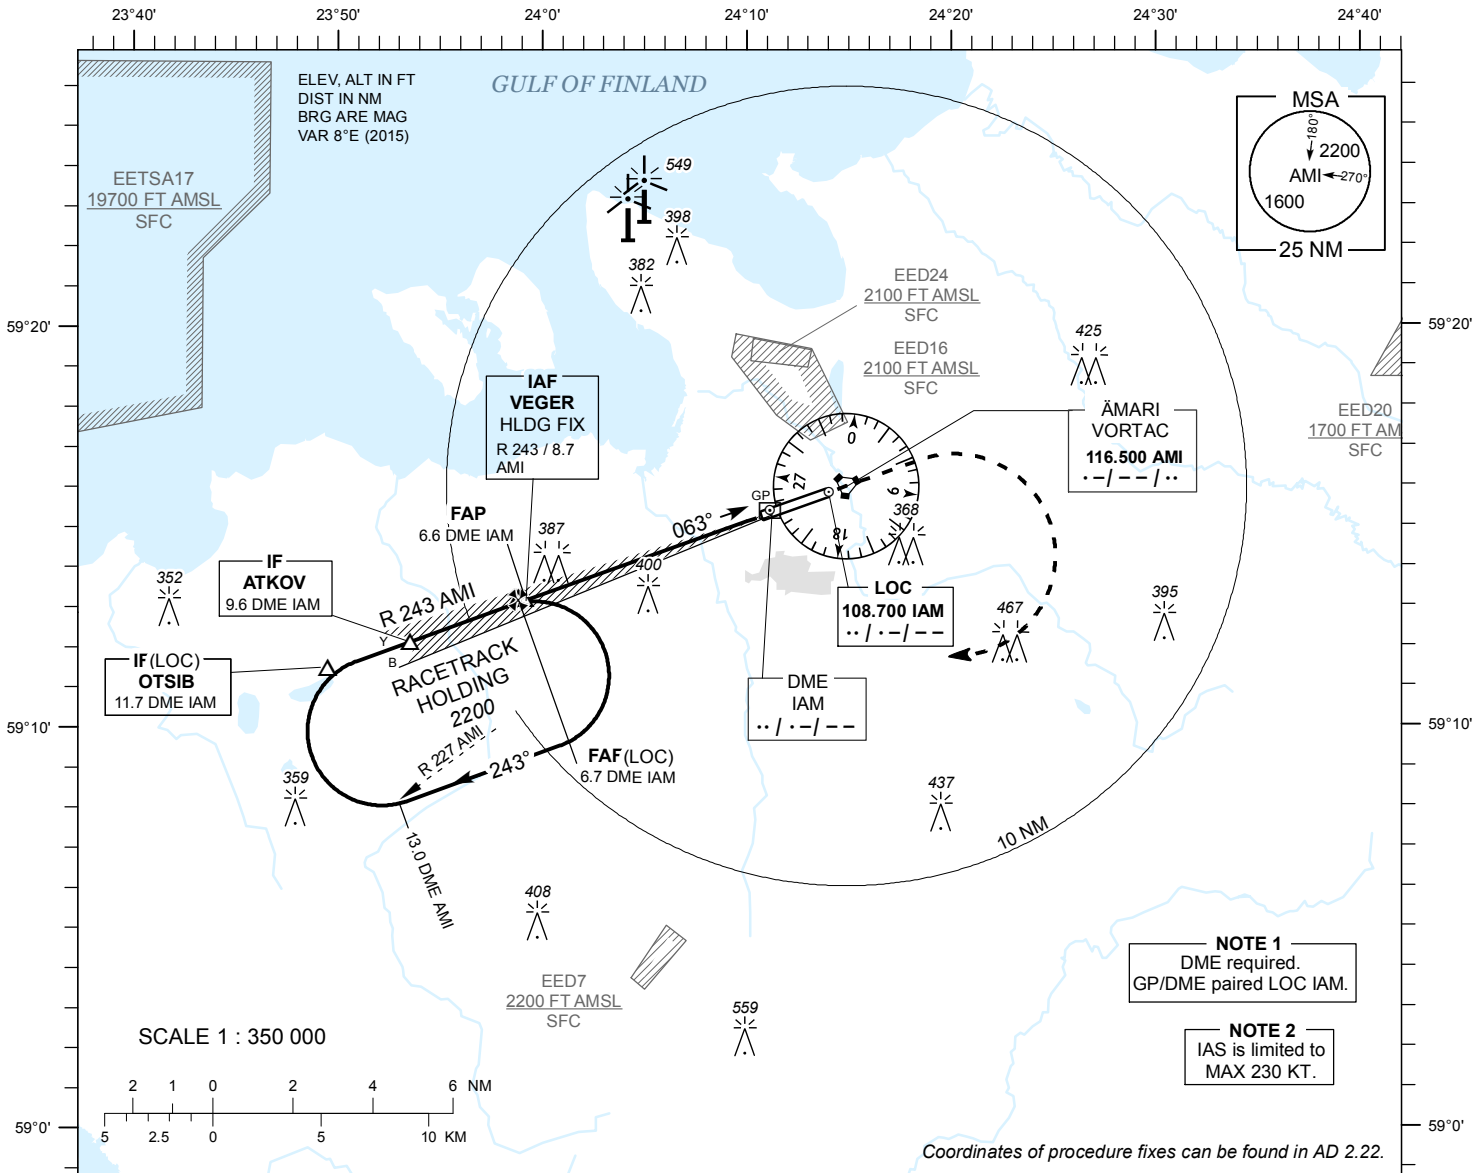 23°40'
23°50'
24°0'
24°10'
24°20'
24°30'
24°40'
ELEV, ALT IN FT
DIST IN NM
BRG ARE MAG
VAR 8°E (2015)
GULF OF FINLAND
MSA
180°
2200
AMI
270°
1600
25 NM
EETSA17
19700 FT AMSL
SFC
549
398
382
EED24
2100 FT AMSL
SFC
59°20'
59°20'
425
EED16
2100 FT AMSL
SFC
IAF
VEGER
HLDG FIX
R 243 / 8.7
AMI
ÄMARI
VORTAC
116.500 AMI
·–/––/··
EED20
1700 FT AM
SFC
0
27
9
18
GP
FAP
6.6 DME IAM
387
063°
368
400
IF
ATKOV
9.6 DME IAM
352
R 243 AMI
LOC
108.700 IAM
··/·–/––
467
395
Y
B
IF(LOC)
OTSIB
11.7 DME IAM
RACETRACK
HOLDING
2200
DME
IAM
··/·–/––
59°10'
59°10'
R 227 AMI
243°
FAF(LOC)
6.7 DME IAM
359
437
10 NM
13.0 DME AMI
408
EED7
2200 FT AMSL
SFC
559
NOTE 1
DME required.
GP/DME paired LOC IAM.
NOTE 2
IAS is limited to
MAX 230 KT.
SCALE 1 : 350 000
2 1 0 2 4 6 NM
5 2.5 0 5 10 KM
59°0'
59°0'
Coordinates of procedure fixes can be found in AD 2.22.